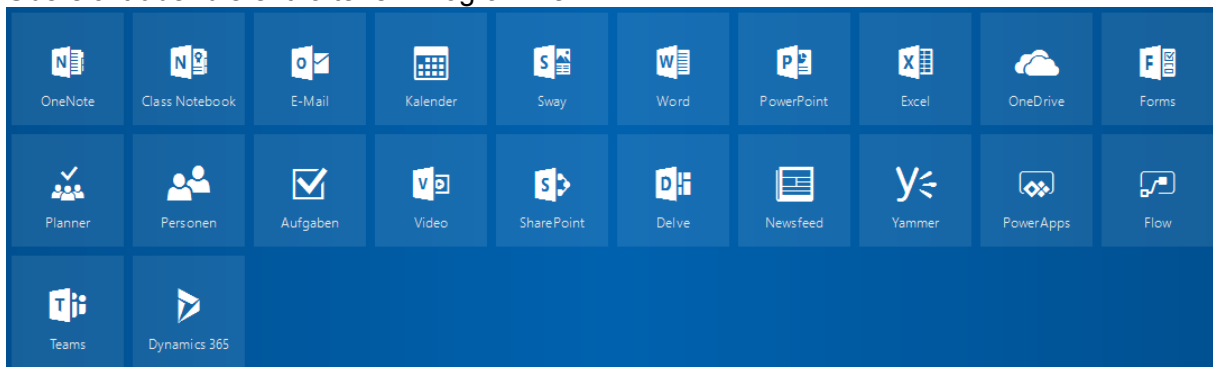 OneNote Class Notebook E-Mail Kalender Sway Word PowerPoint Excel OneDrive Forms
Planner Personen Aufgaben Video SharePoint Delve Newsfeed Yammer PowerApps Flow
Teams Dynamics 365